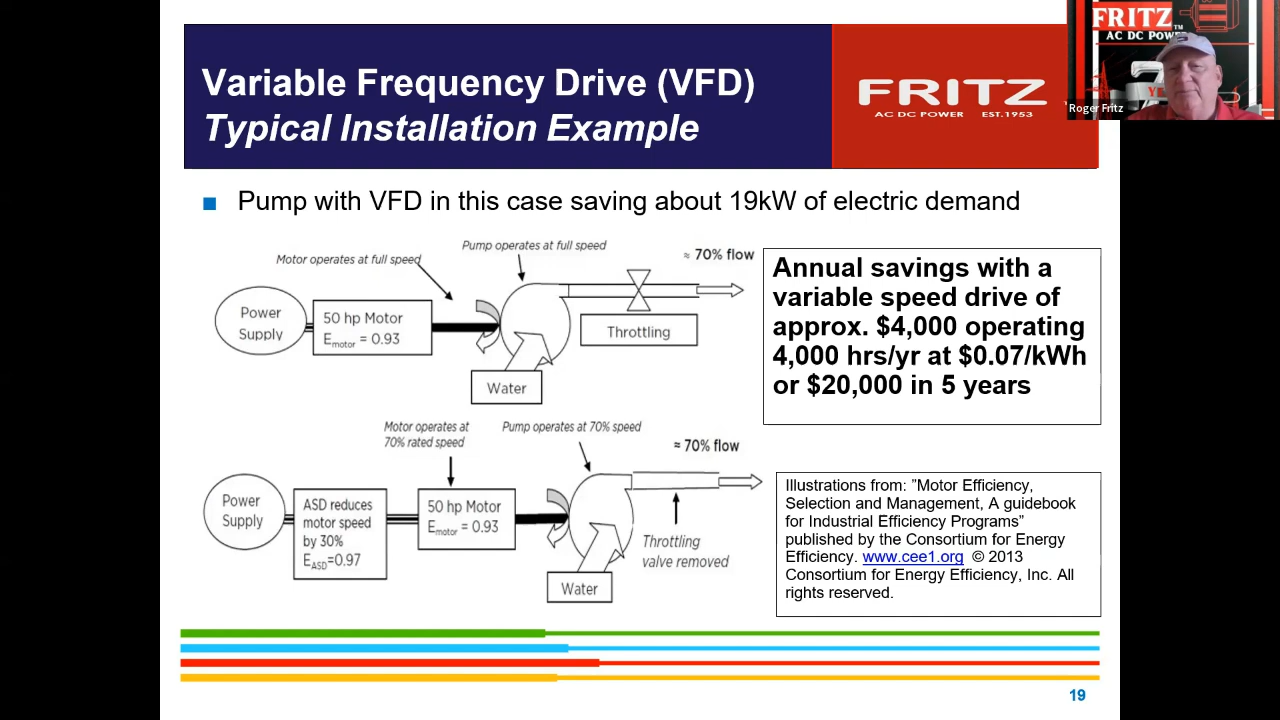 Variable Frequency Drive (VFD)
Typical Installation Example
FRITZ
AC DC POWER EST.1953
FRITZ
AC DC POWER
Roger Fritz
■ Pump with VFD in this case saving about 19kW of electric demand
Motor operates at full speed
Pump operates at full speed
≈ 70% flow
Power
Supply
50 hp Motor
Emotor = 0.93
Throttling
Water
Annual savings with a
variable speed drive of
approx. $4,000 operating
4,000 hrs/yr at $0.07/kWh
or $20,000 in 5 years
Motor operates at
70% rated speed
Pump operates at 70% speed
≈ 70% flow
Power
Supply
ASD reduces
motor speed
by 30%
EASD=0.97
50 hp Motor
Emotor = 0.93
Throttling
valve removed
Water
Illustrations from: ”Motor Efficiency,
Selection and Management, A guidebook
for Industrial Efficiency Programs”
published by the Consortium for Energy
Efficiency. www.cee1.org © 2013
Consortium for Energy Efficiency, Inc. All
rights reserved.
19